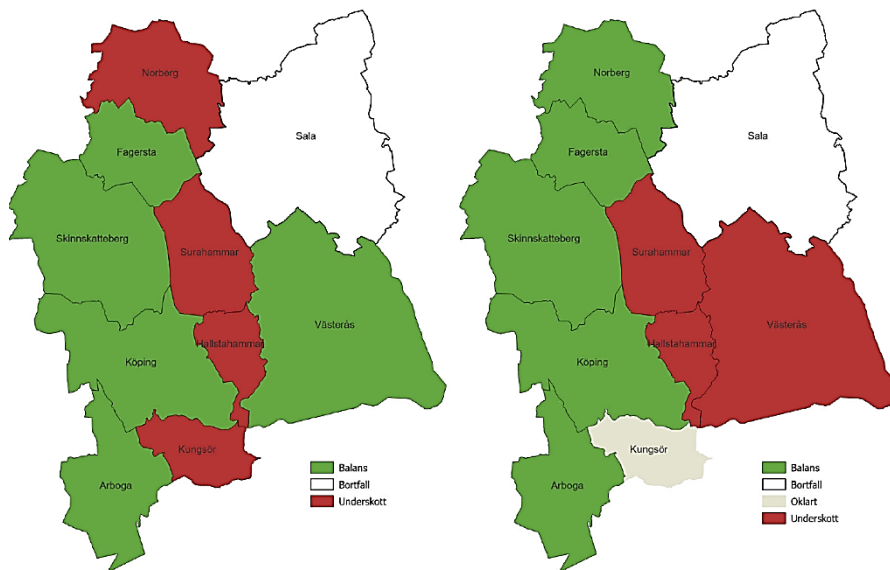 Norberg
Sala
Fagersta
Skinnskatteberg
Surahammar
Västerås
Hallstahammar
Köping
Kungsör
Arboga
Balans
Bortfall
Underskott
Norberg
Sala
Fagersta
Skinnskatteberg
Surahammar
Västerås
Hallstahammar
Köping
Kungsör
Arboga
Balans
Bortfall
Oklart
Underskott